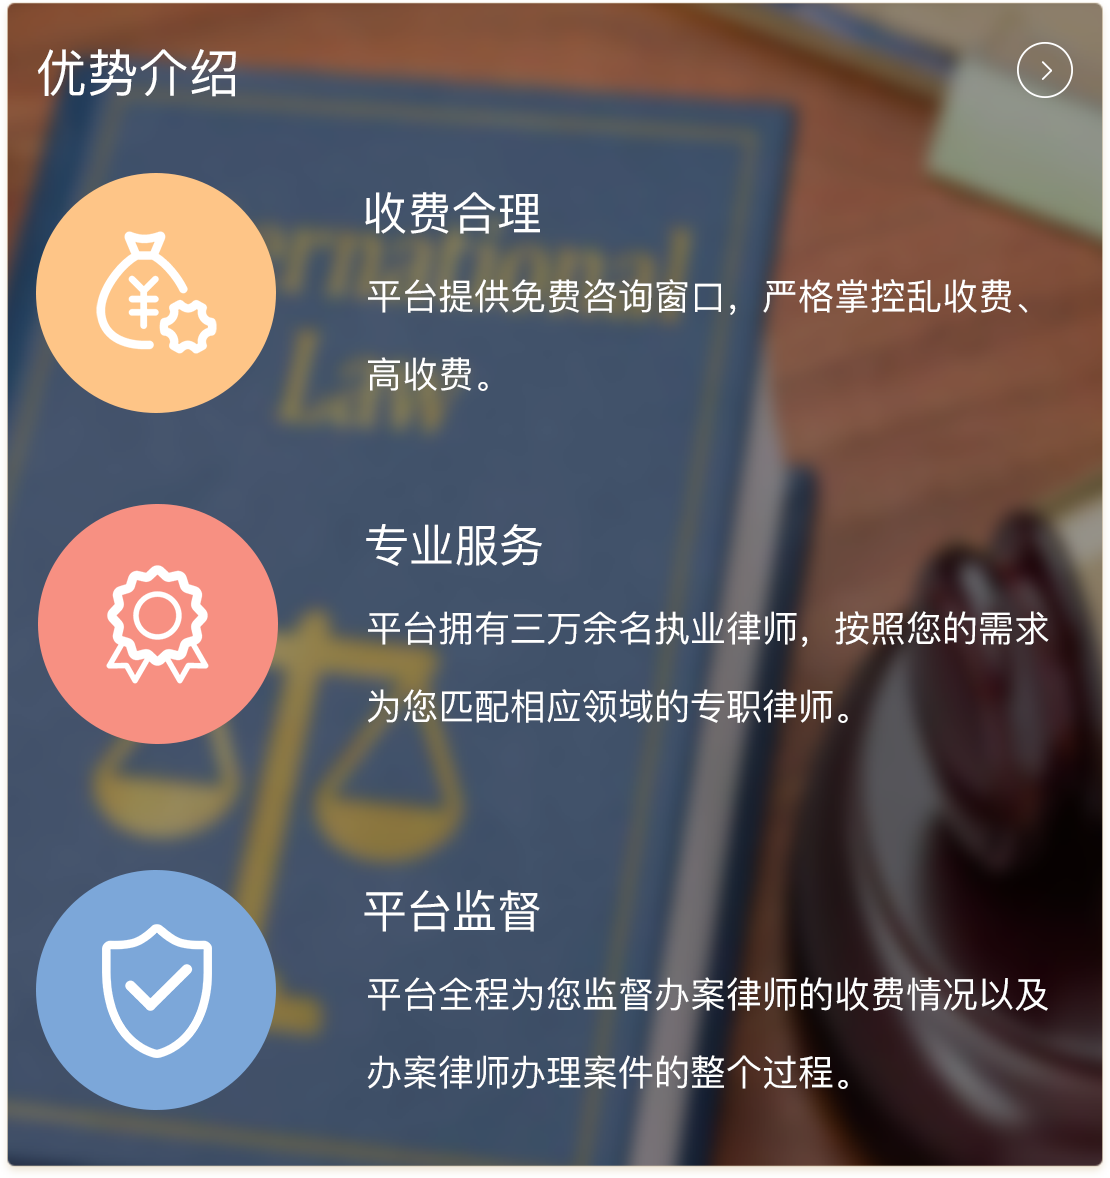 优势介绍
收费合理
平台提供免费咨询窗口，严格掌控乱收费、
高收费。
ernational
Law
专业服务
平台拥有三万余名执业律师，按照您的需求
为您匹配相应领域的专职律师。
平台监督
平台全程为您监督办案律师的收费情况以及
办案律师办理案件的整个过程。